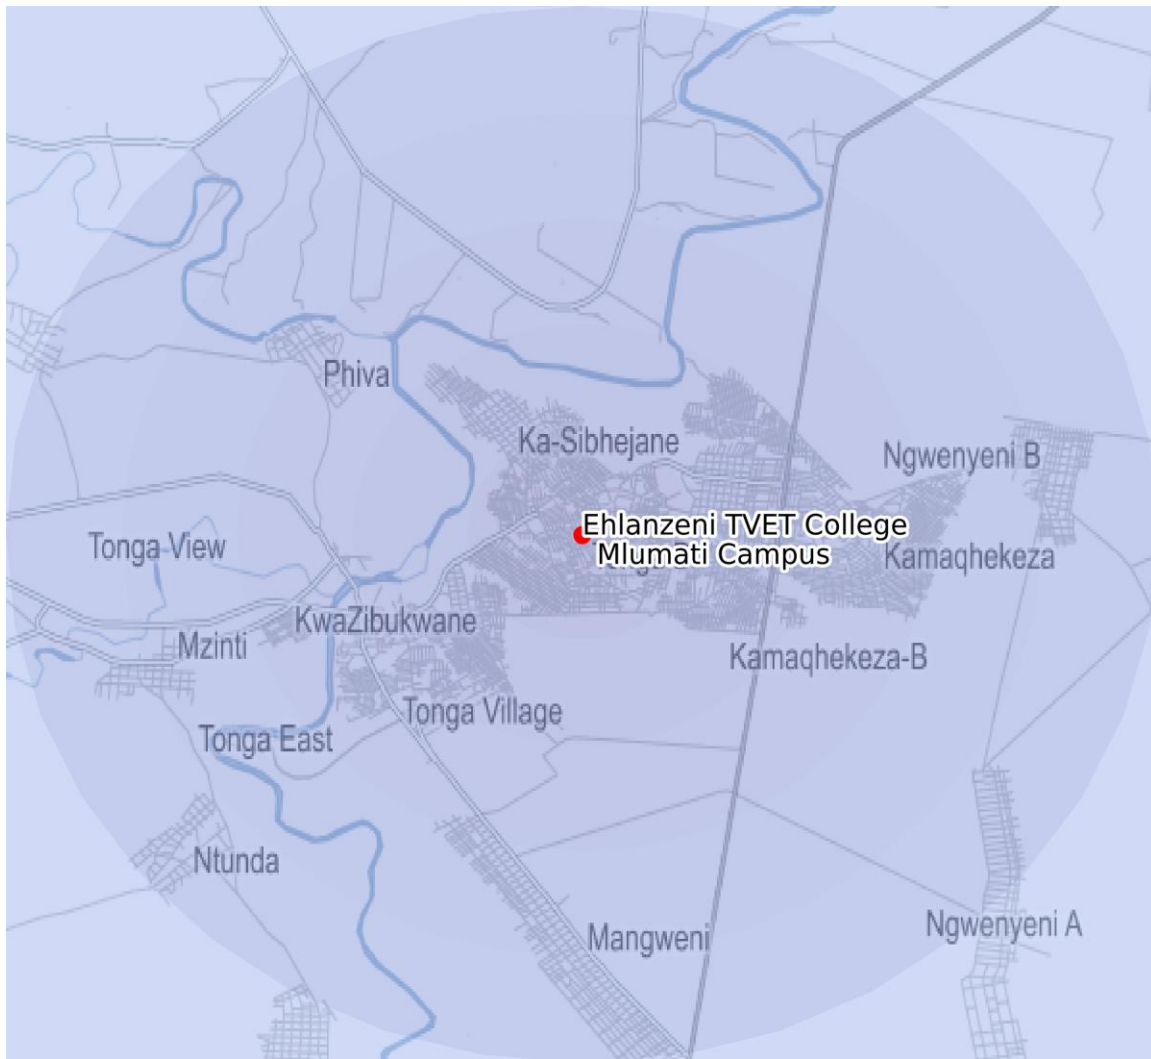 Phiva
Ka-Sibhejane
Ngwenyeni B
Ehlanzeni TVET College
Mlumati Campus
Tonga View
Kamaqhekeza
KwaZibukwane
Mzinti
Kamaqhekeza-B
Tonga Village
Tonga East
Ntunda
Ngwenyeni A
Mangweni